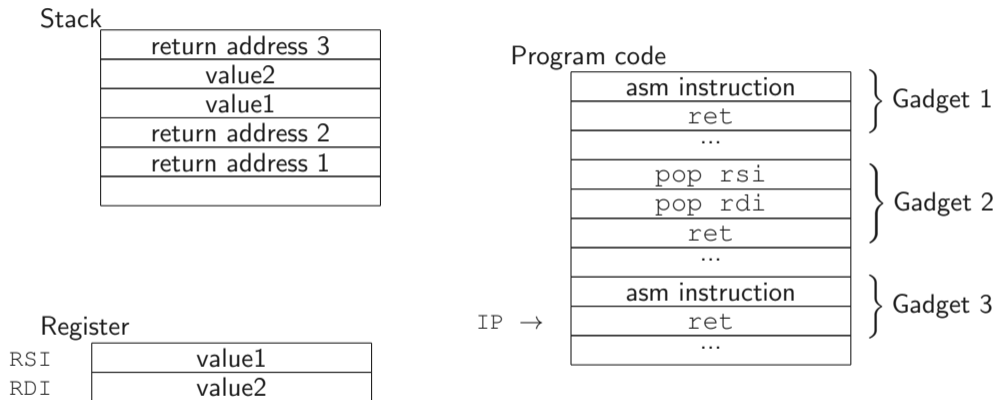 Stack
return address 3
value2
value1
return address 2
return address 1
Register
RSI value1
RDI value2
Program code
asm instruction
ret
...
Gadget 1
pop rsi
pop rdi
ret
...
Gadget 2
asm instruction
IP → ret
...
Gadget 3